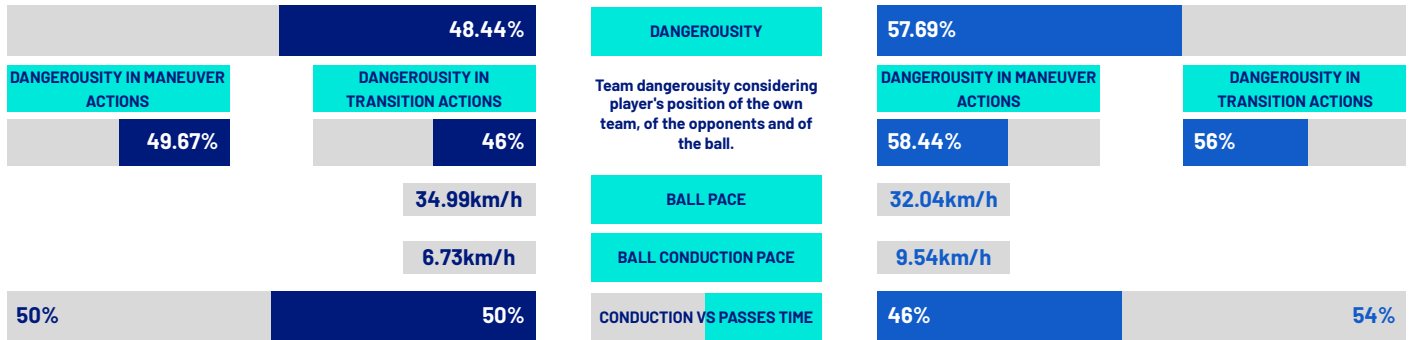 48.44%
DANGEROUSITY
57.69%
DANGEROUSITY IN MANEUVER
ACTIONS
DANGEROUSITY IN
TRANSITION ACTIONS
Team dangerousity considering
player's position of the own
team, of the opponents and of
the ball.
DANGEROUSITY IN MANEUVER
ACTIONS
DANGEROUSITY IN
TRANSITION ACTIONS
49.67%
46%
58.44%
56%
34.99km/h
BALL PACE
32.04km/h
6.73km/h
BALL CONDUCTION PACE
9.54km/h
50%
50%
CONDUCTION VS PASSES TIME
46%
54%